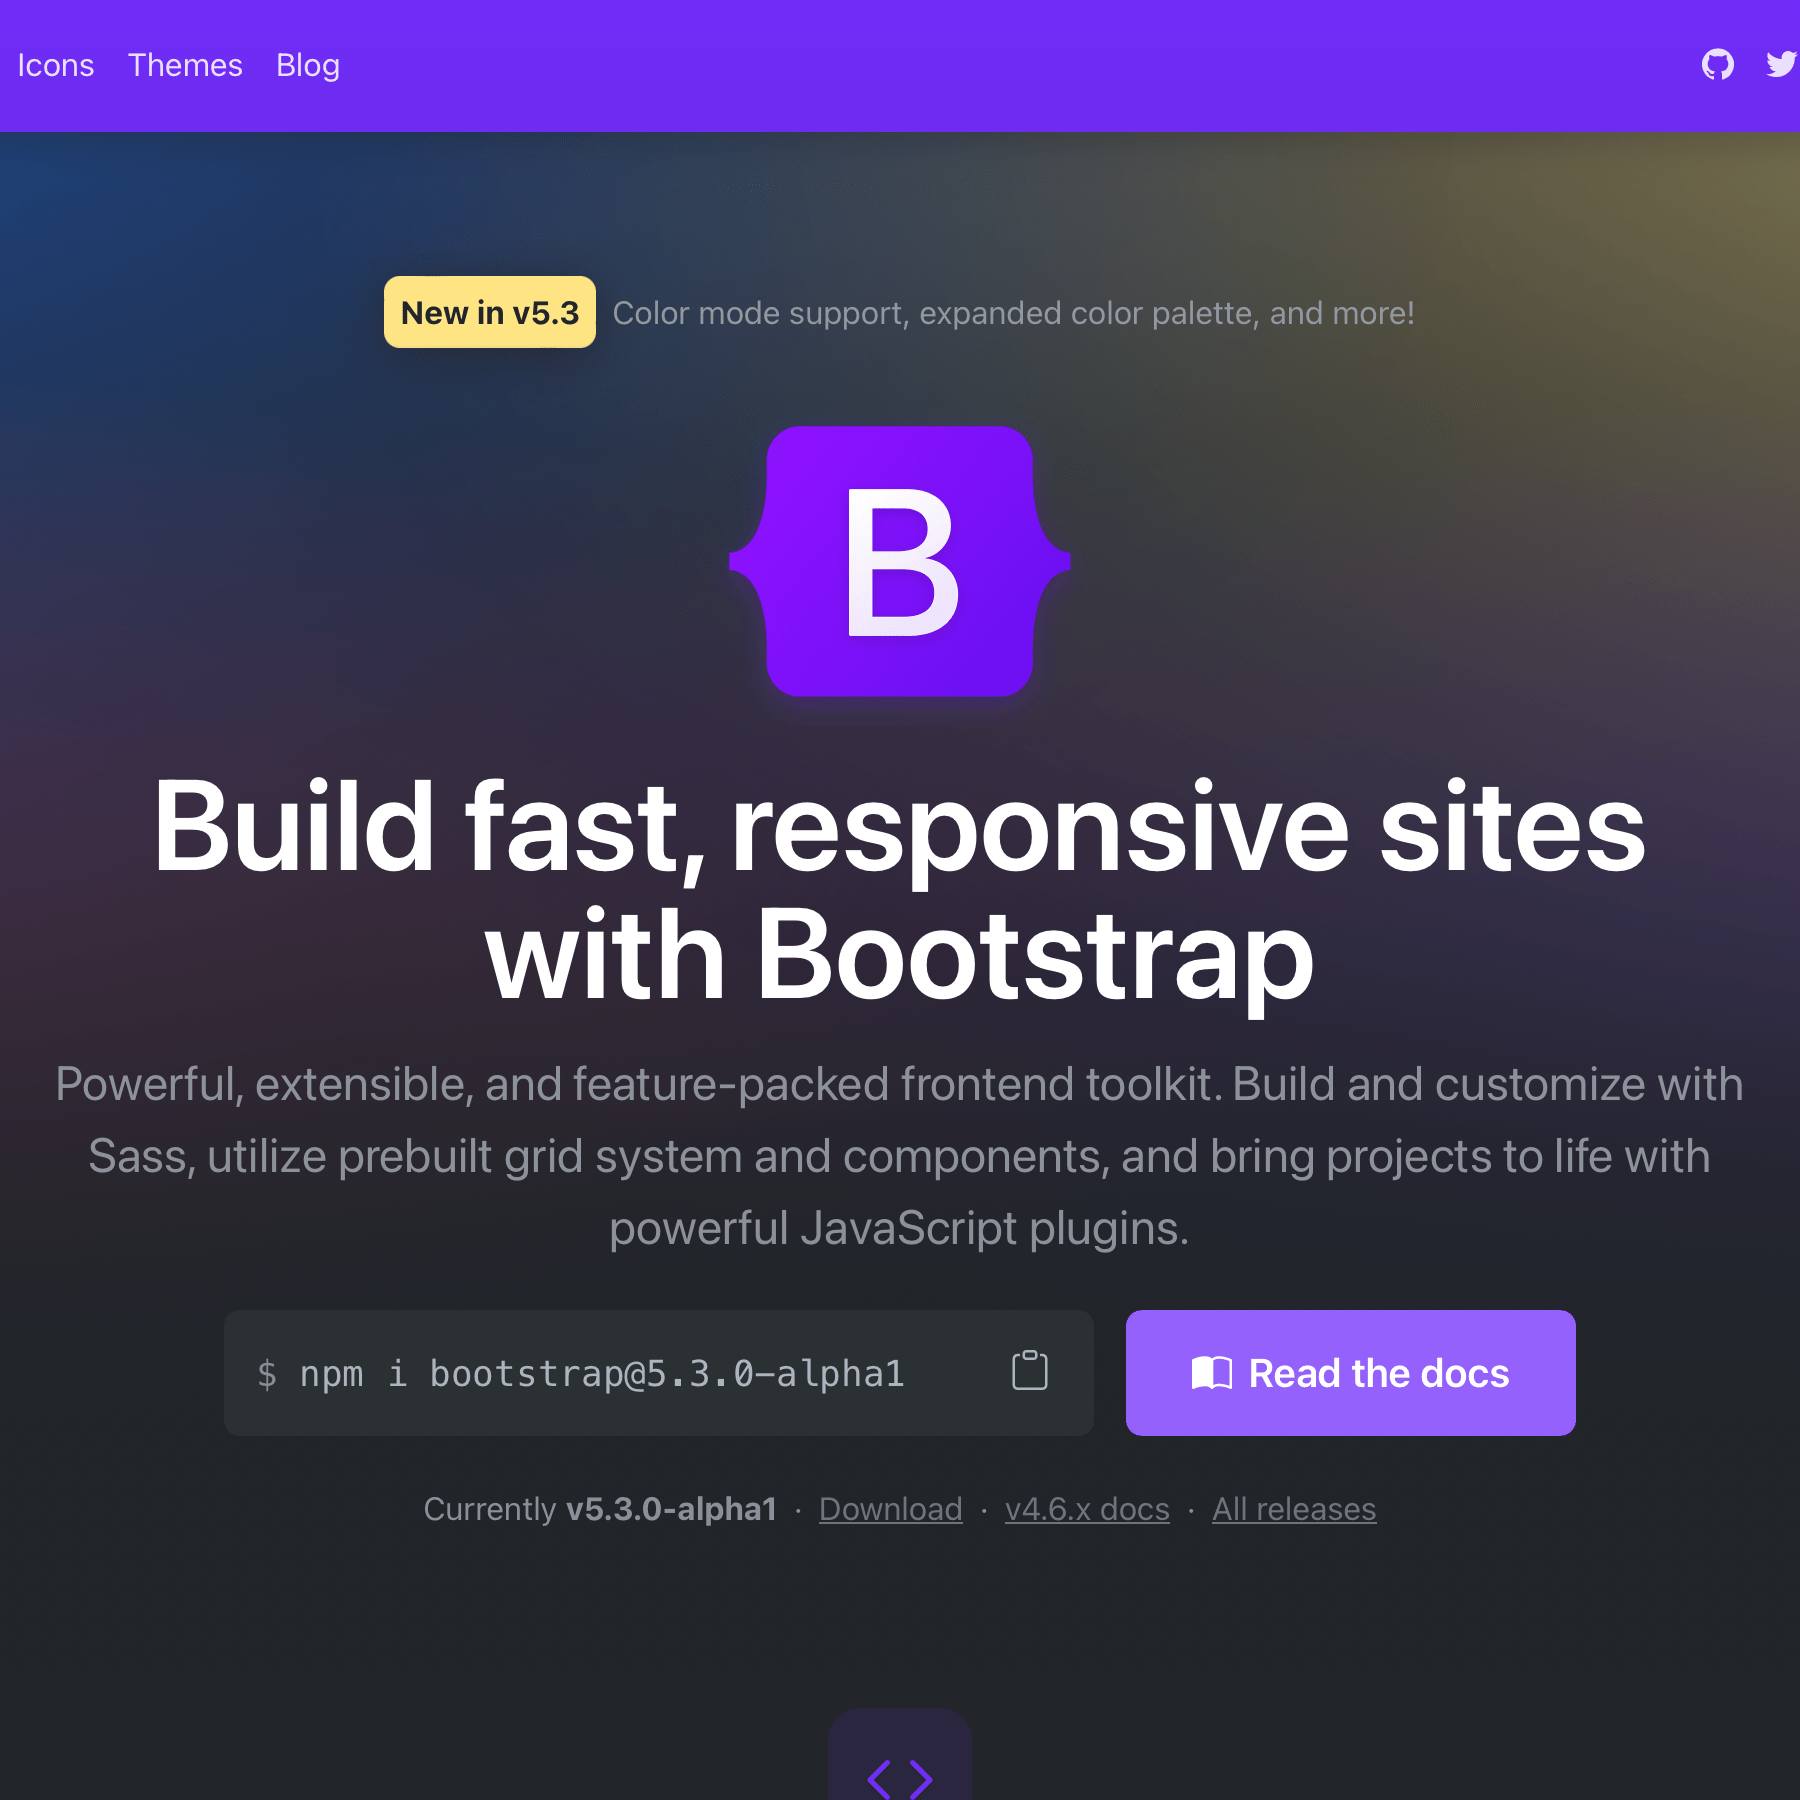 Icons Themes Blog
New in v5.3 Color mode support, expanded color palette, and more!
B
Build fast, responsive sites
with Bootstrap
Powerful, extensible, and feature-packed frontend toolkit. Build and customize with
Sass, utilize prebuilt grid system and components, and bring projects to life with
powerful JavaScript plugins.
$ npm i bootstrap@5.3.0-alpha1
Read the docs
Currently v5.3.0-alpha1 · Download · v4.6.x docs · All releases